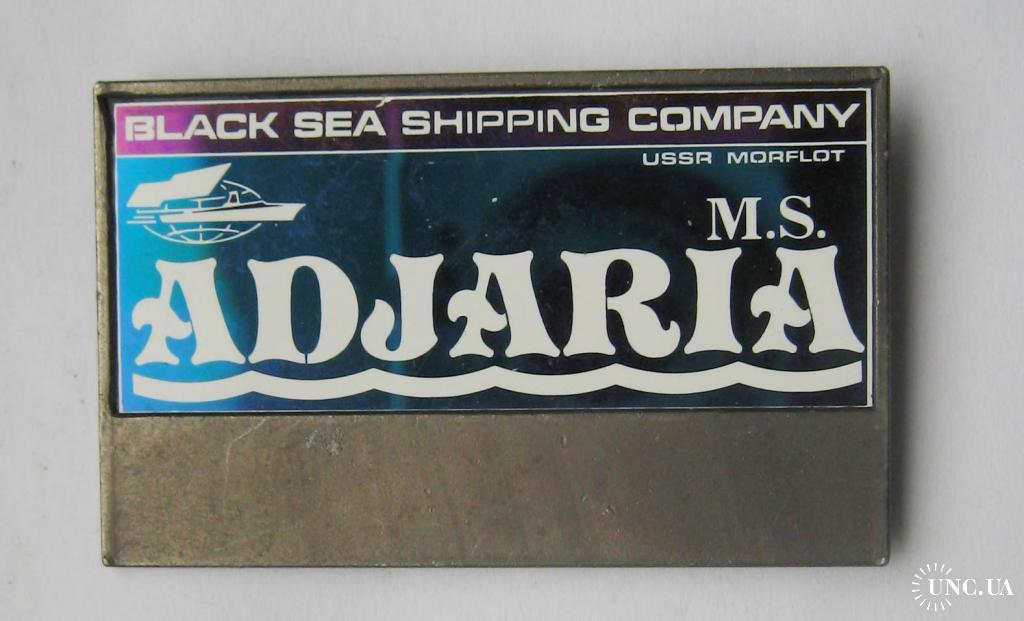 BLACK SEA SHIPPING COMPANY
USSR MORFLOT
M.S.
ADJARIA
UNC.UA